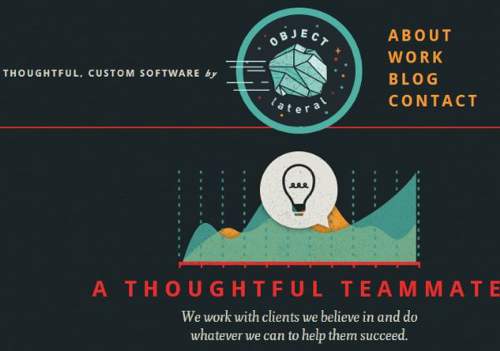 THOUGHTFUL, CUSTOM SOFTWARE by
OBJECT
lateral
ABOUT
WORK
BLOG
CONTACT
A THOUGHTFUL TEAMMATE
We work with clients we believe in and do
whatever we can to help them succeed.